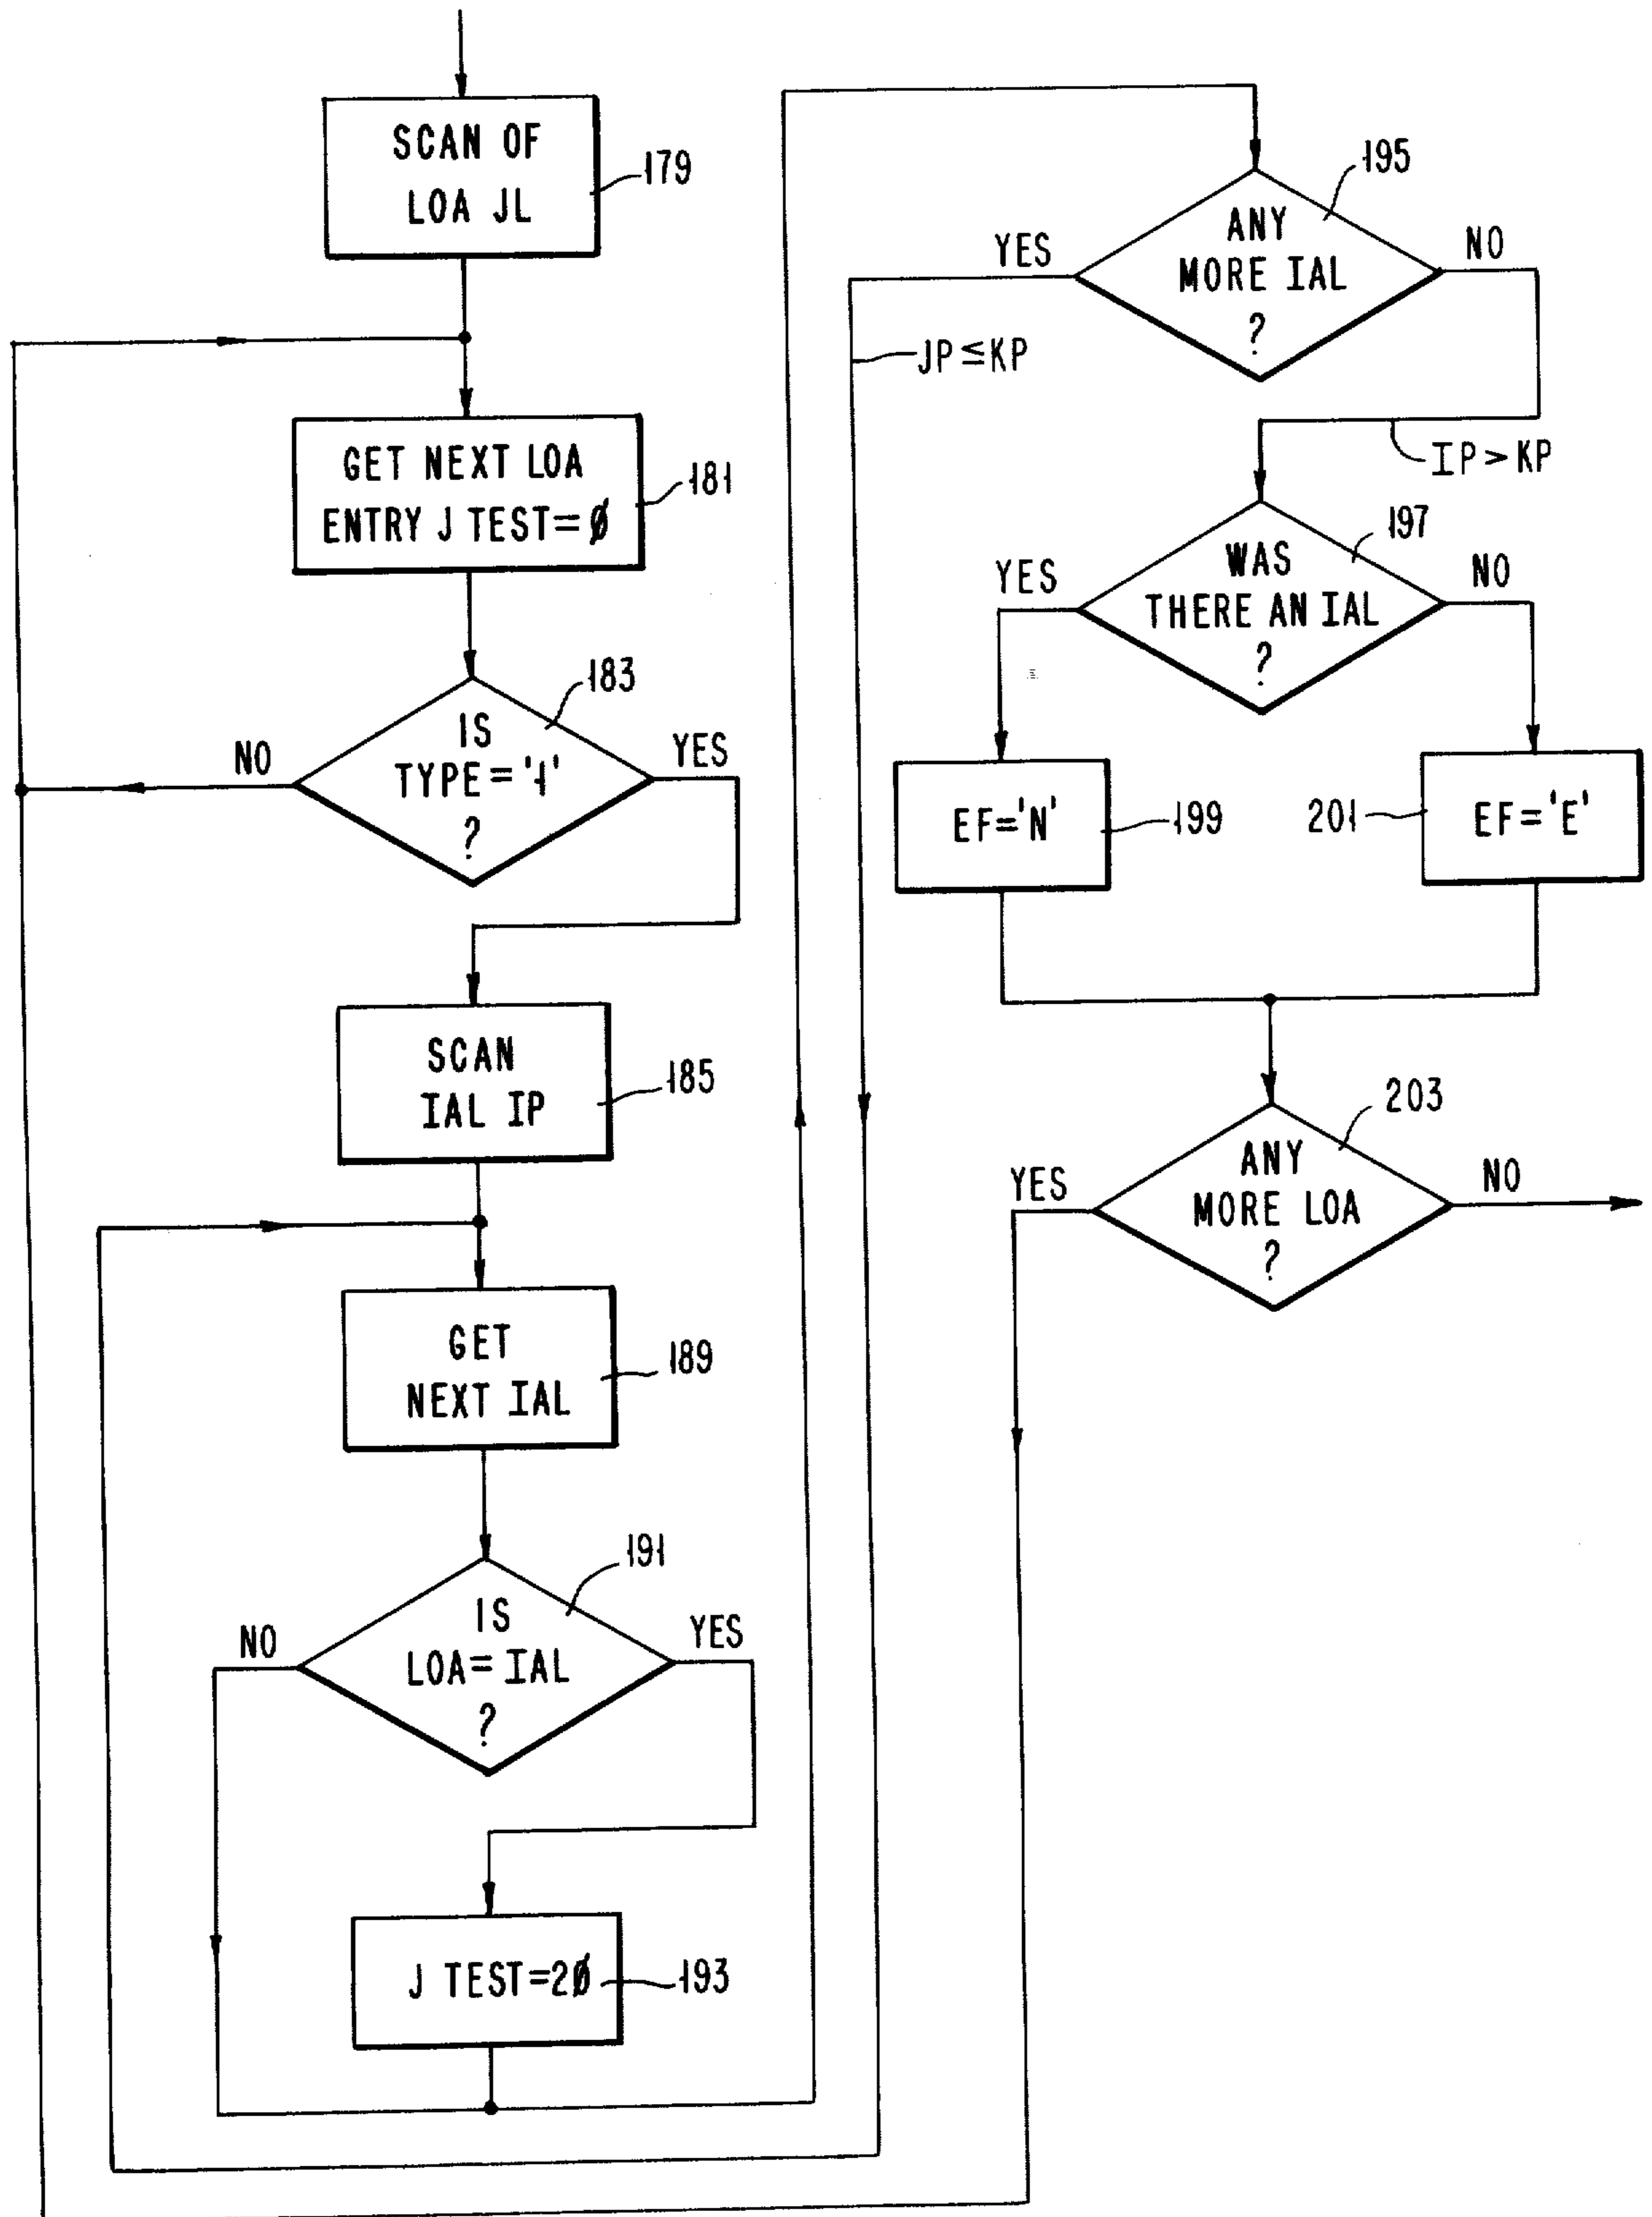 SCAN OF
LOA JL
179
GET NEXT LOA
ENTRY J TEST=Ø
181
IS
TYPE='1'
?
183
NO
YES
SCAN
IAL IP
185
GET
NEXT IAL
189
IS
LOA=IAL
?
191
NO
YES
J TEST=2Ø
193
ANY
MORE IAL
?
195
YES
NO
JP≤KP
IP>KP
WAS
THERE AN IAL
?
197
YES
NO
EF='N'
199
201
EF='E'
ANY
MORE LOA
?
203
YES
NO